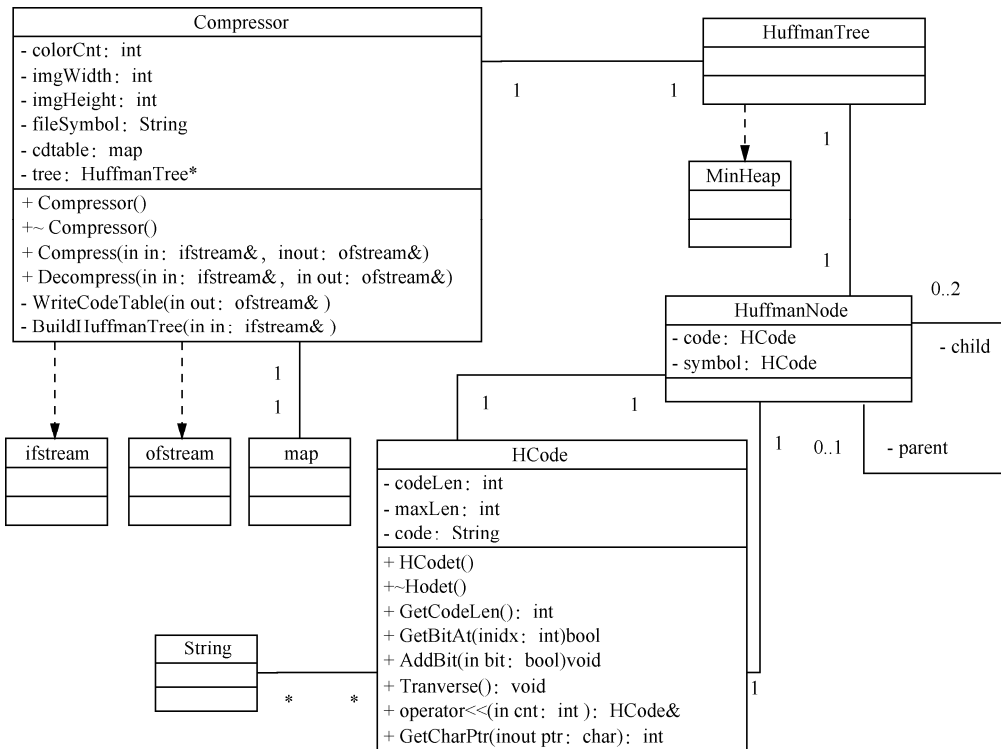 Compressor
- colorCnt: int
- imgWidth: int
- imgHeight: int
- fileSymbol: String
- cdtable: map
- tree: HuffmanTree*
+ Compressor()
+~ Compressor()
+ Compress(in in: ifstream&, inout: ofstream&)
+ Decompress(in in: ifstream&, in out: ofstream&)
- WriteCodeTable(in out: ofstream& )
- BuildHuffmanTree(in in: ifstream& )
HuffmanTree
1
1
1
MinHeap
1
0..2
HuffmanNode
- code: HCode
- symbol: HCode
- child
1
1
1
1
1
0..1
- parent
ifstream
ofstream
map
HCode
- codeLen: int
- maxLen: int
- code: String
+ HCodet()
+~Hodet()
+ GetCodeLen(): int
+ GetBitAt(inidx: int)bool
+ AddBit(in bit: bool)void
+ Tranverse(): void
+ operator<<(in cnt: int ): HCode&
+ GetCharPtr(inout ptr: char): int
String
*
*
1